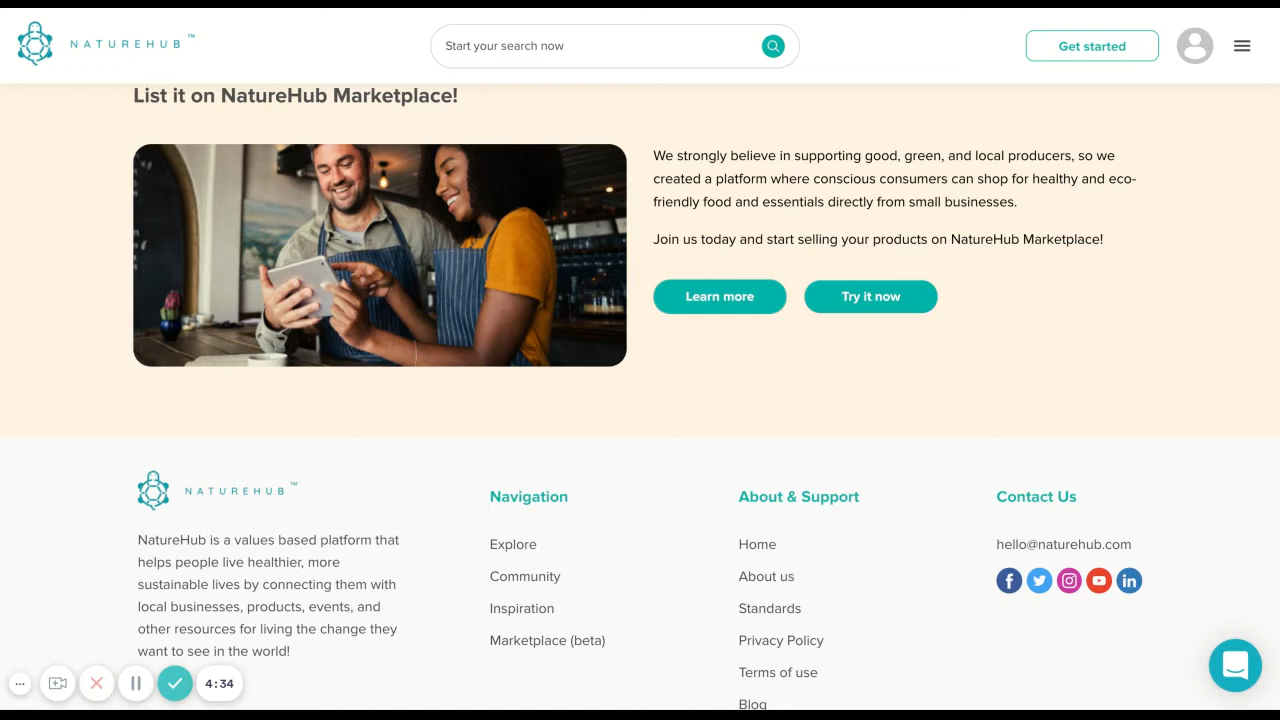 NATUREHUB™
Start your search now
Get started
List it on NatureHub Marketplace!
We strongly believe in supporting good, green, and local producers, so we
created a platform where conscious consumers can shop for healthy and eco-
friendly food and essentials directly from small businesses.
Join us today and start selling your products on NatureHub Marketplace!
Learn more
Try it now
NATUREHUB™
NatureHub is a values based platform that
helps people live healthier, more
sustainable lives by connecting them with
local businesses, products, events, and
other resources for living the change they
want to see in the world!
Navigation
Explore
Community
Inspiration
Marketplace (beta)
About & Support
Home
About us
Standards
Privacy Policy
Terms of use
Blog
Contact Us
hello@naturehub.com
4:34